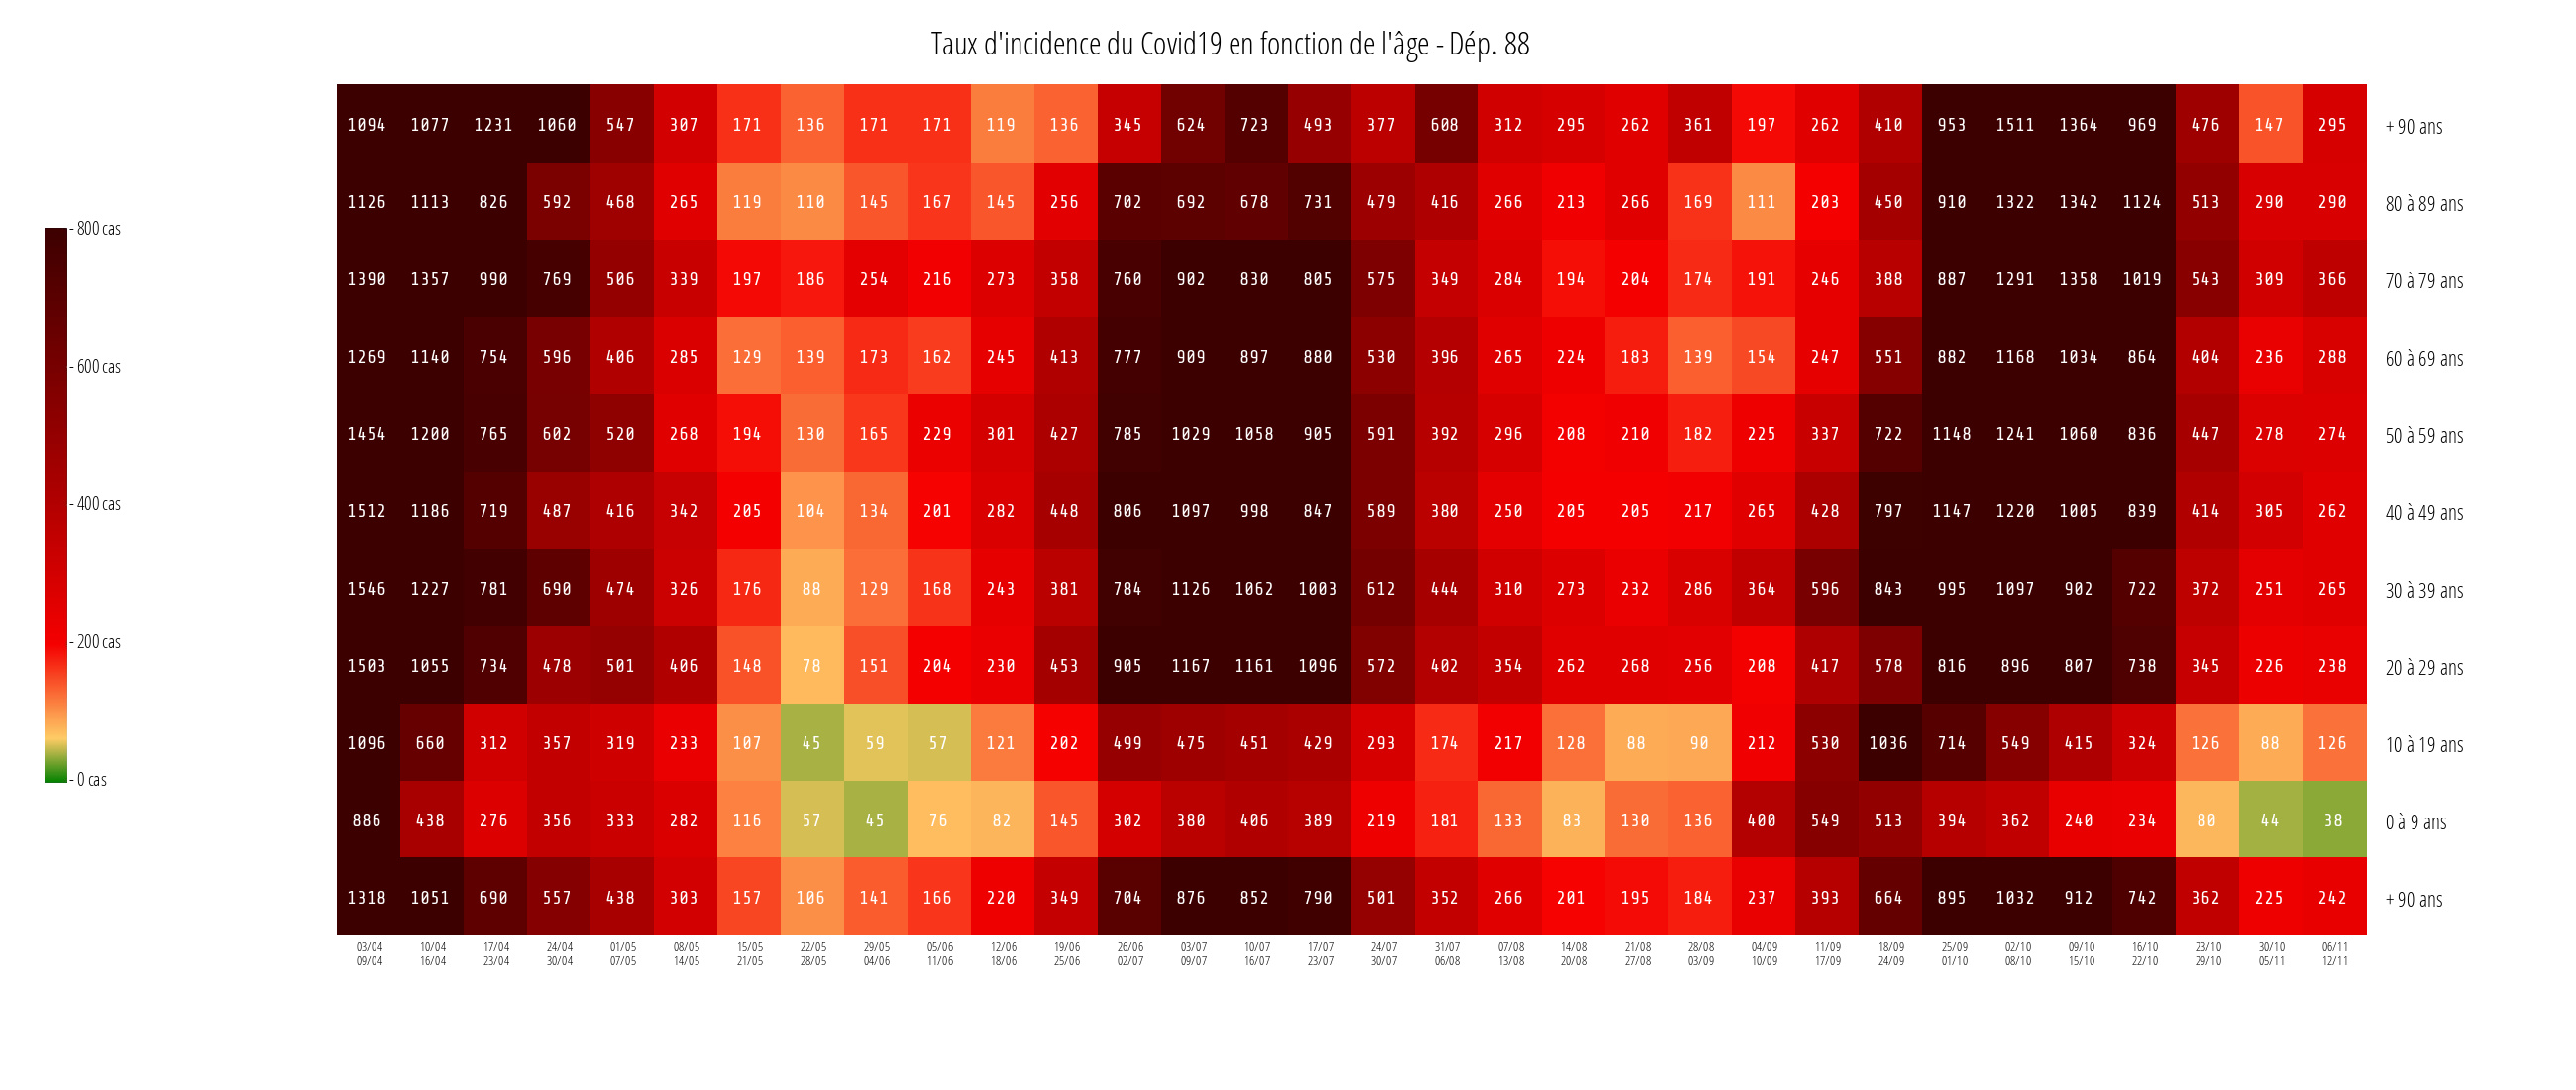 Taux d'incidence du Covid19 en fonction de l'âge - Dép. 88
- 800 cas
- 600 cas
- 400 cas
- 200 cas
- 0 cas
1094 1077 1231 1060 547 307 171 136 171 171 119 136 345 624 723 493 377 608 312 295 262 361 197 262 410 953 1511 1364 969 476 147 295 + 90 ans
1126 1113 826 592 468 265 119 110 145 167 145 256 702 692 678 731 479 416 266 213 266 169 111 203 450 910 1322 1342 1124 513 290 290 80 à 89 ans
1390 1357 990 769 506 339 197 186 254 216 273 358 760 902 830 805 575 349 284 194 204 174 191 246 388 887 1291 1358 1019 543 309 366 70 à 79 ans
1269 1140 754 596 406 285 129 139 173 162 245 413 777 909 897 880 530 396 265 224 183 139 154 247 551 882 1168 1034 864 404 236 288 60 à 69 ans
1454 1200 765 602 520 268 194 130 165 229 301 427 785 1029 1058 905 591 392 296 208 210 182 225 337 722 1148 1241 1060 836 447 278 274 50 à 59 ans
1512 1186 719 487 416 342 205 104 134 201 282 448 806 1097 998 847 589 380 250 205 205 217 265 428 797 1147 1220 1005 839 414 305 262 40 à 49 ans
1546 1227 781 690 474 326 176 88 129 168 243 381 784 1126 1062 1003 612 444 310 273 232 286 364 596 843 995 1097 902 722 372 251 265 30 à 39 ans
1503 1055 734 478 501 406 148 78 151 204 230 453 905 1167 1161 1096 572 402 354 262 268 256 208 417 578 816 896 807 738 345 226 238 20 à 29 ans
1096 660 312 357 319 233 107 45 59 57 121 202 499 475 451 429 293 174 217 128 88 90 212 530 1036 714 549 415 324 126 88 126 10 à 19 ans
886 438 276 356 333 282 116 57 45 76 82 145 302 380 406 389 219 181 133 83 130 136 400 549 513 394 362 240 234 80 44 38 0 à 9 ans
1318 1051 690 557 438 303 157 106 141 166 220 349 704 876 852 790 501 352 266 201 195 184 237 393 664 895 1032 912 742 362 225 242 + 90 ans
03/04 10/04 17/04 24/04 01/05 08/05 15/05 22/05 29/05 05/06 12/06 19/06 26/06 03/07 10/07 17/07 24/07 31/07 07/08 14/08 21/08 28/08 04/09 11/09 18/09 25/09 02/10 09/10 16/10 23/10 30/10 06/11
09/04 16/04 23/04 30/04 07/05 14/05 21/05 28/05 04/06 11/06 18/06 25/06 02/07 09/07 16/07 23/07 30/07 06/08 13/08 20/08 27/08 03/09 10/09 17/09 24/09 01/10 08/10 15/10 22/10 29/10 05/11 12/11